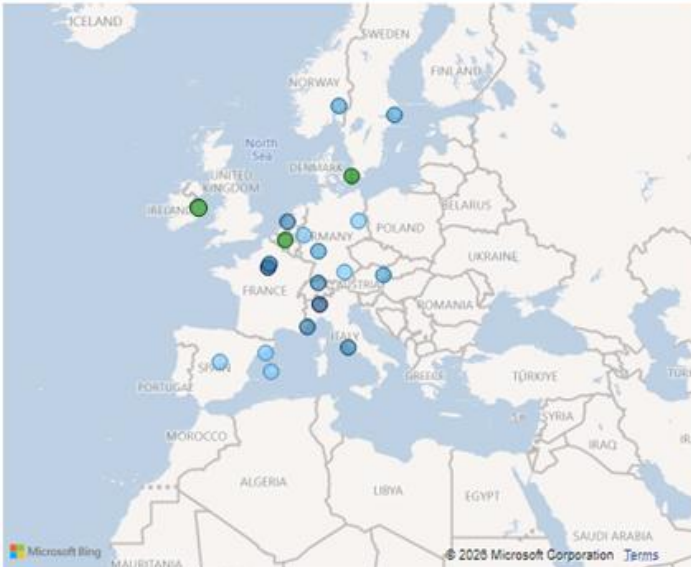 ICELAND
SWEDEN
FINLAND
NORWAY
North
Sea
DENMARK
UNITED
KINGDOM
IRELAND
BELARUS
POLAND
RMANY
UKRAINE
FRANCE
AUSTRIA
ROMANIA
ITALY
SPAIN
PORTUGAL
GREECE
TÜRKIYE
SYRIA
MOROCCO
IRAQ
ALGERIA
LIBYA
EGYPT
SAUDI ARABIA
Microsoft Bing
MAURITANIA
© 2026 Microsoft Corporation Terms